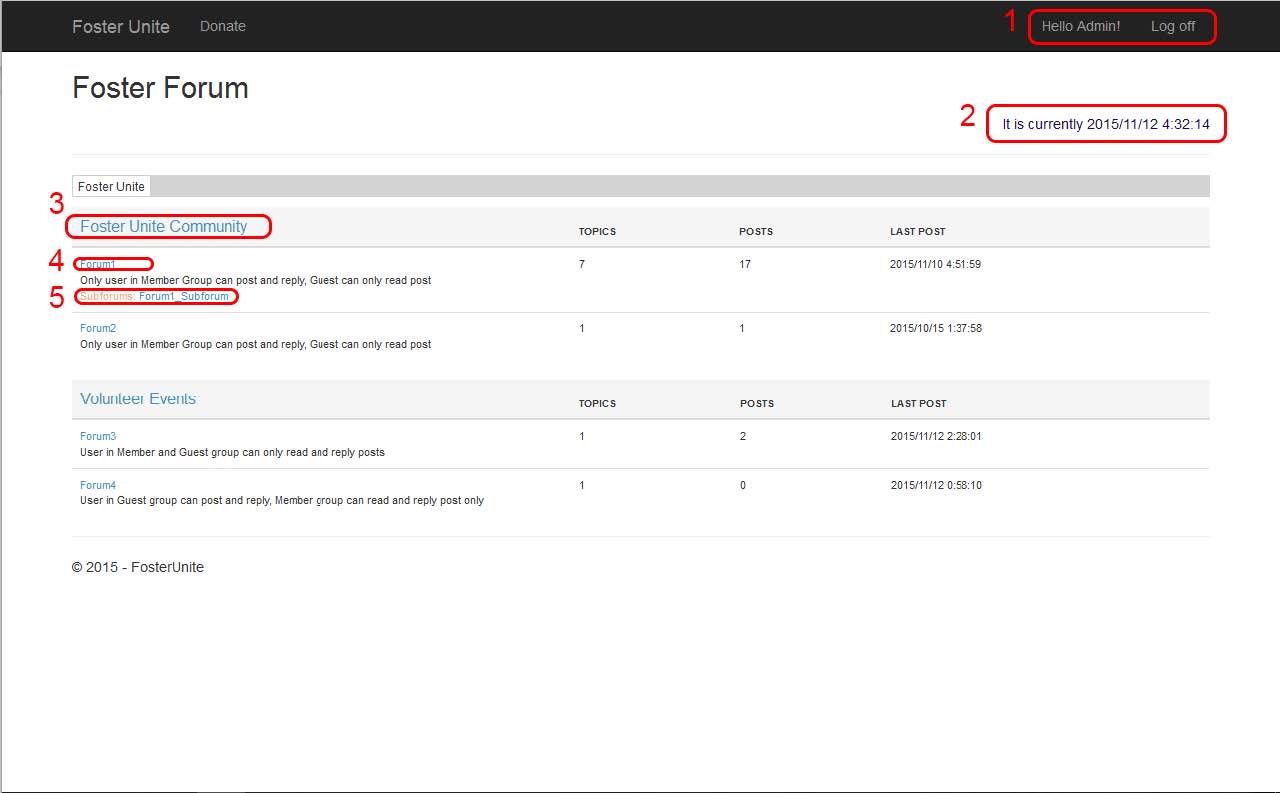 Foster Unite Donate 1 Hello Admin! Log off
Foster Forum
2 It is currently 2015/11/12 4:32:14
Foster Unite
3 Foster Unite Community TOPICS POSTS LAST POST
4 Forum1 7 17 2015/11/10 4:51:59
Only user in Member Group can post and reply, Guest can only read post
5 Subforums: Forum1_Subforum
Forum2 1 1 2015/10/15 1:37:58
Only user in Member Group can post and reply, Guest can only read post
Volunteer Events TOPICS POSTS LAST POST
Forum3 1 2 2015/11/12 2:28:01
User in Member and Guest group can only read and reply posts
Forum4 1 0 2015/11/12 0:58:10
User in Guest group can post and reply, Member group can read and reply post only
© 2015 - FosterUnite